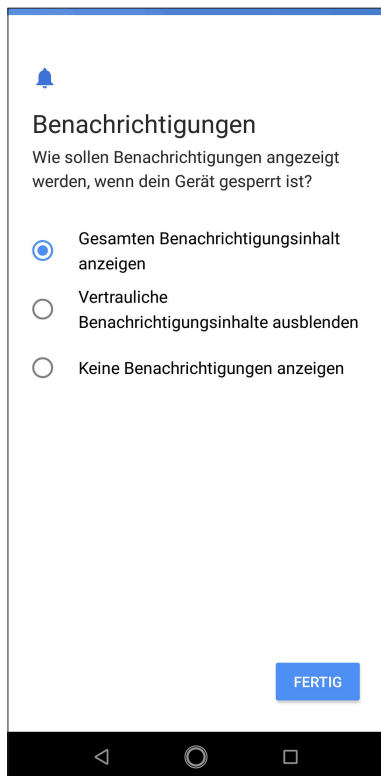 Benachrichtigungen
Wie sollen Benachrichtigungen angezeigt
werden, wenn dein Gerät gesperrt ist?
Gesamten Benachrichtigungsinhalt
anzeigen
Vertrauliche
Benachrichtigungsinhalte ausblenden
Keine Benachrichtigungen anzeigen
FERTIG